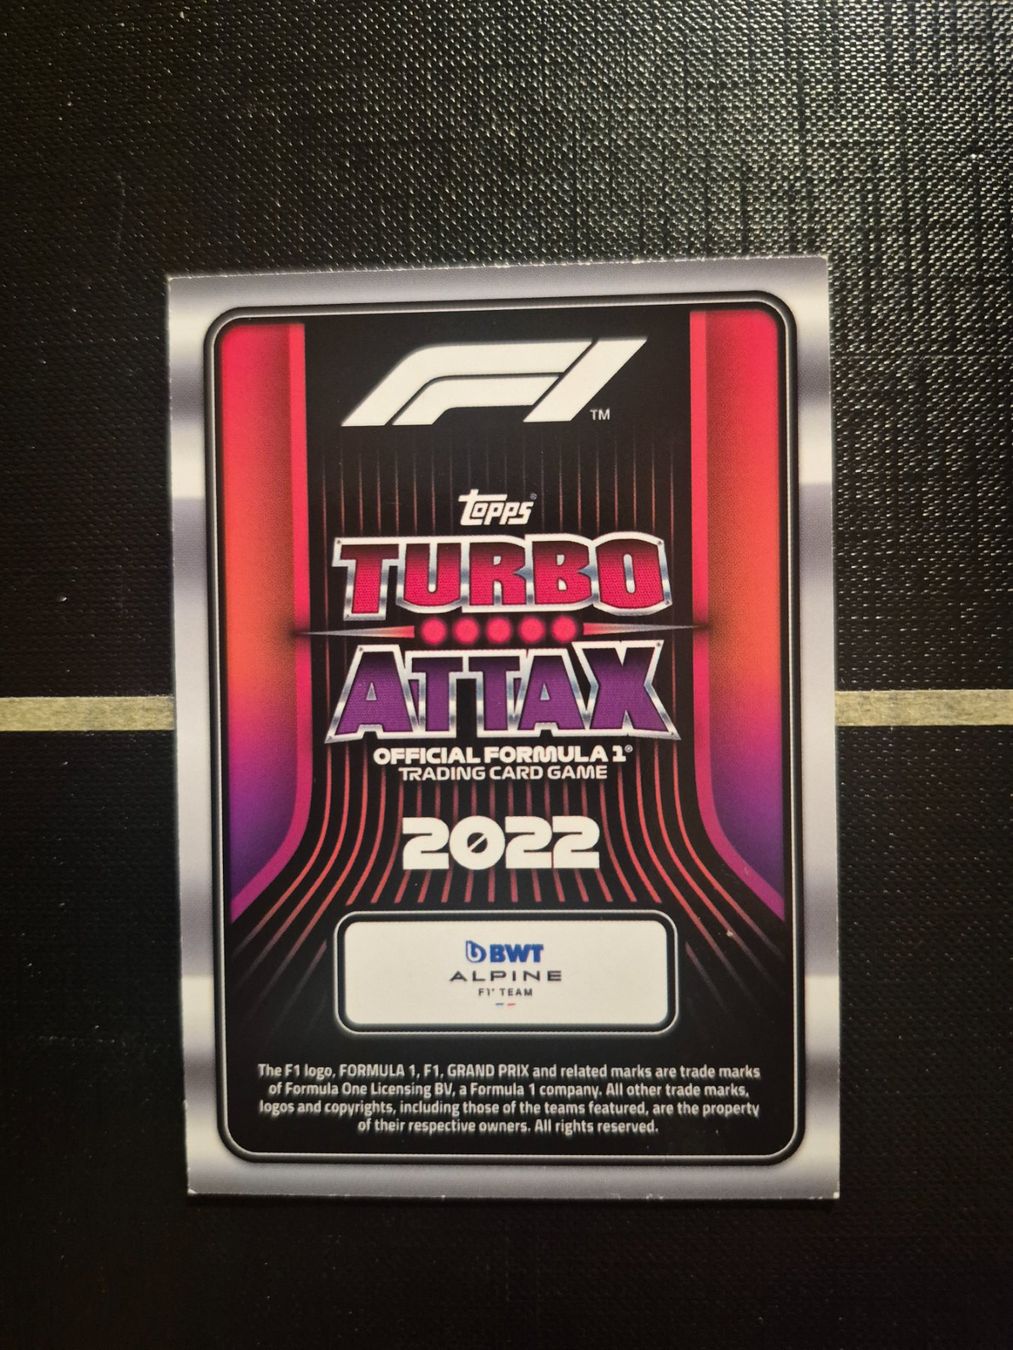 F1™
Topps®
TURBO
ATTAX
OFFICIAL FORMULA 1®
TRADING CARD GAME
2022
BWT
ALPINE
F1® TEAM
The F1 logo, FORMULA 1, F1, GRAND PRIX and related marks are trade marks
of Formula One Licensing BV, a Formula 1 company. All other trade marks,
logos and copyrights, including those of the teams featured, are the property
of their respective owners. All rights reserved.